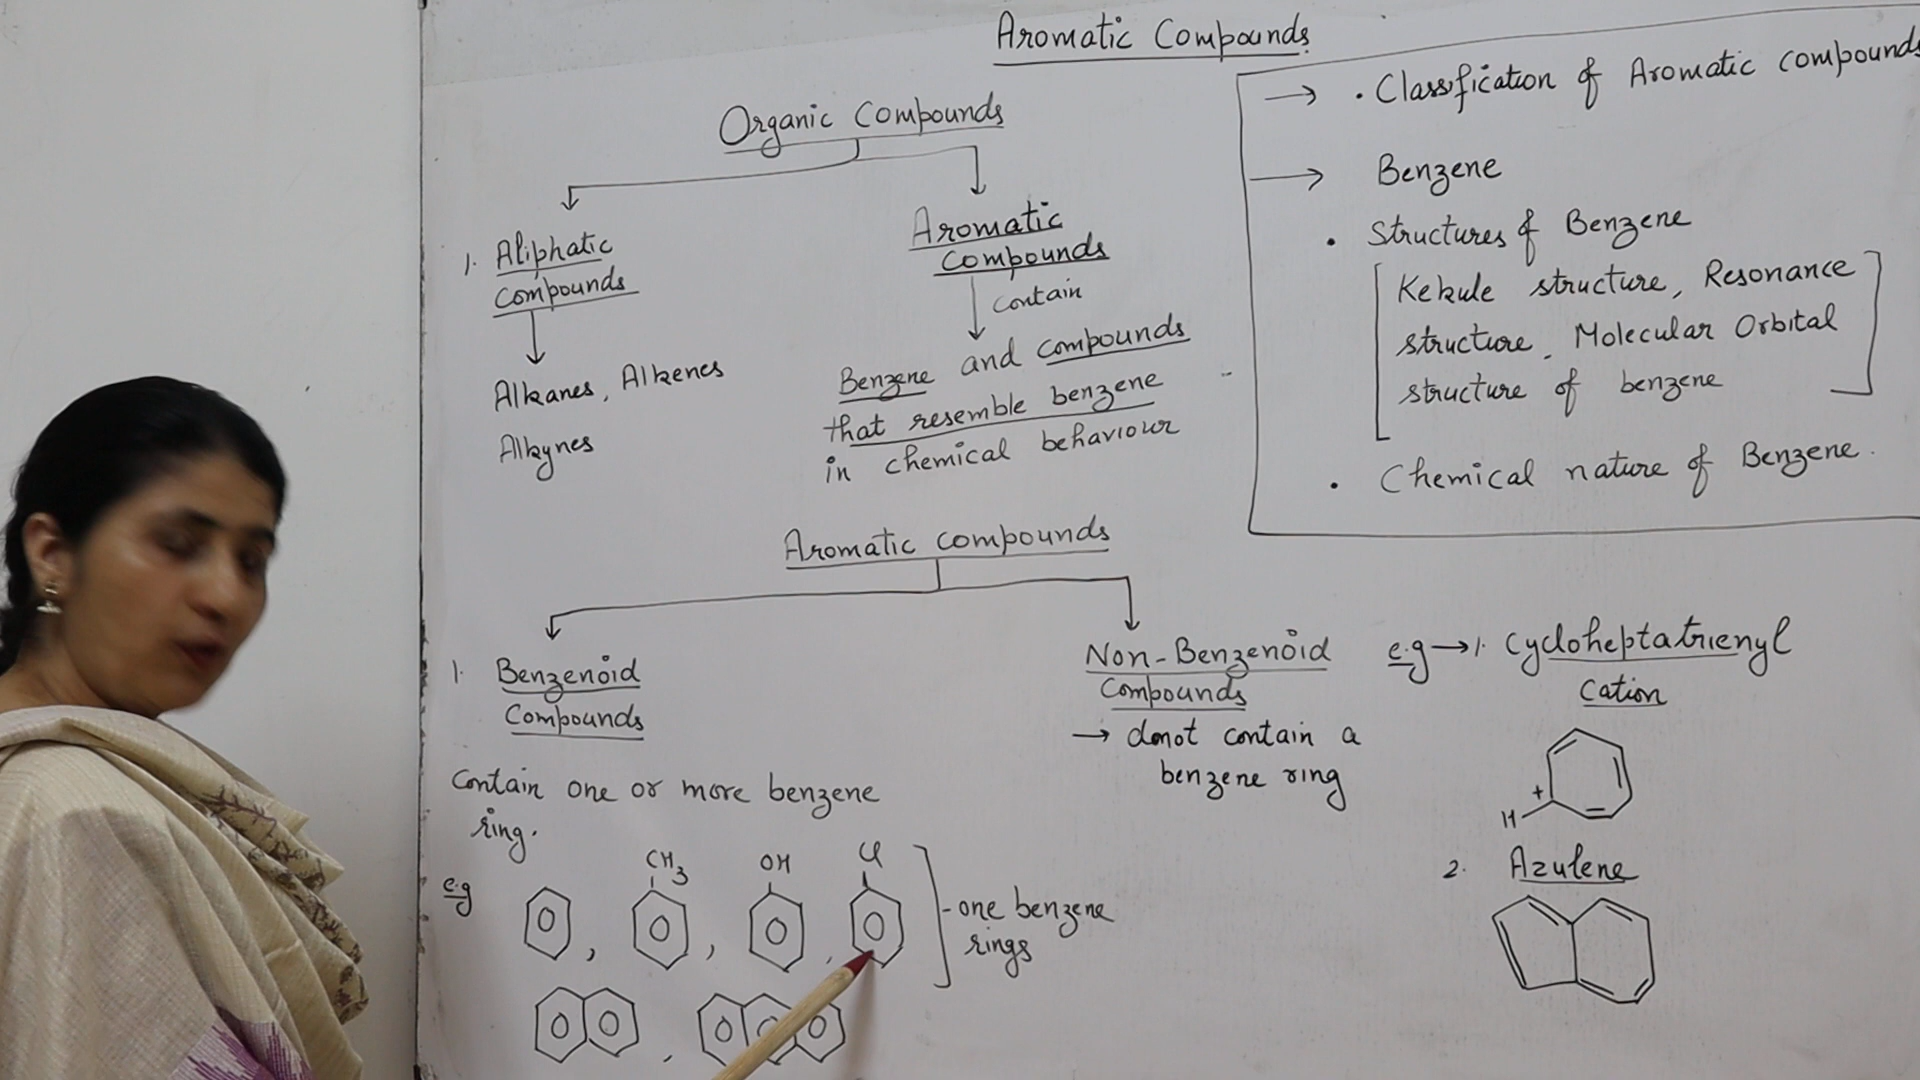 Aromatic Compounds
→ . Classification of Aromatic compounds
→ Benzene
. Structures of Benzene
[Kekule structure, Resonance
structure, Molecular Orbital
structure of benzene]
. Chemical nature of Benzene.
Organic Compounds
1. Aliphatic
Compounds
Alkanes, Alkenes
Alkynes
Aromatic
Compounds
contain
Benzene and compounds
that resemble benzene
in chemical behaviour
Aromatic compounds
1. Benzenoid
Compounds
Contain one or more benzene
ring.
e.g
CH3
OH
Cl
- one benzene
rings
Non-Benzenoid
Compounds
→ donot contain a
benzene ring
e.g → 1. Cycloheptatrienyl
Cation
+
H
2. Azulene